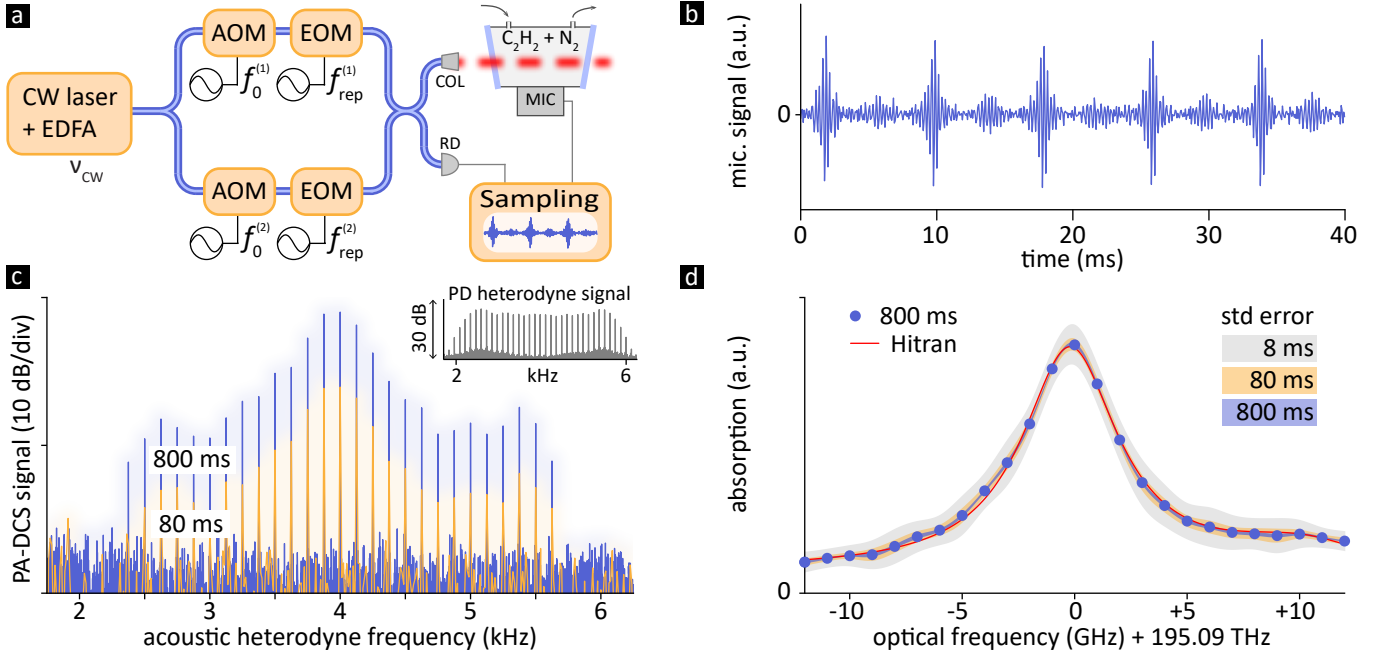 a
AOM
EOM
f₀⁽¹⁾
f_rep⁽¹⁾
CW laser
+ EDFA
ν_CW
AOM
EOM
f₀⁽²⁾
f_rep⁽²⁾
COL
RD
C₂H₂ + N₂
MIC
Sampling
b
mic. signal (a.u.)
0
0
10
20
30
40
time (ms)
c
PA-DCS signal (10 dB/div)
800 ms
80 ms
PD heterodyne signal
30 dB
2
kHz
6
2
3
4
5
6
acoustic heterodyne frequency (kHz)
d
absorption (a.u.)
0
800 ms
Hitran
std error
8 ms
80 ms
800 ms
-10
-5
0
+5
+10
optical frequency (GHz) + 195.09 THz